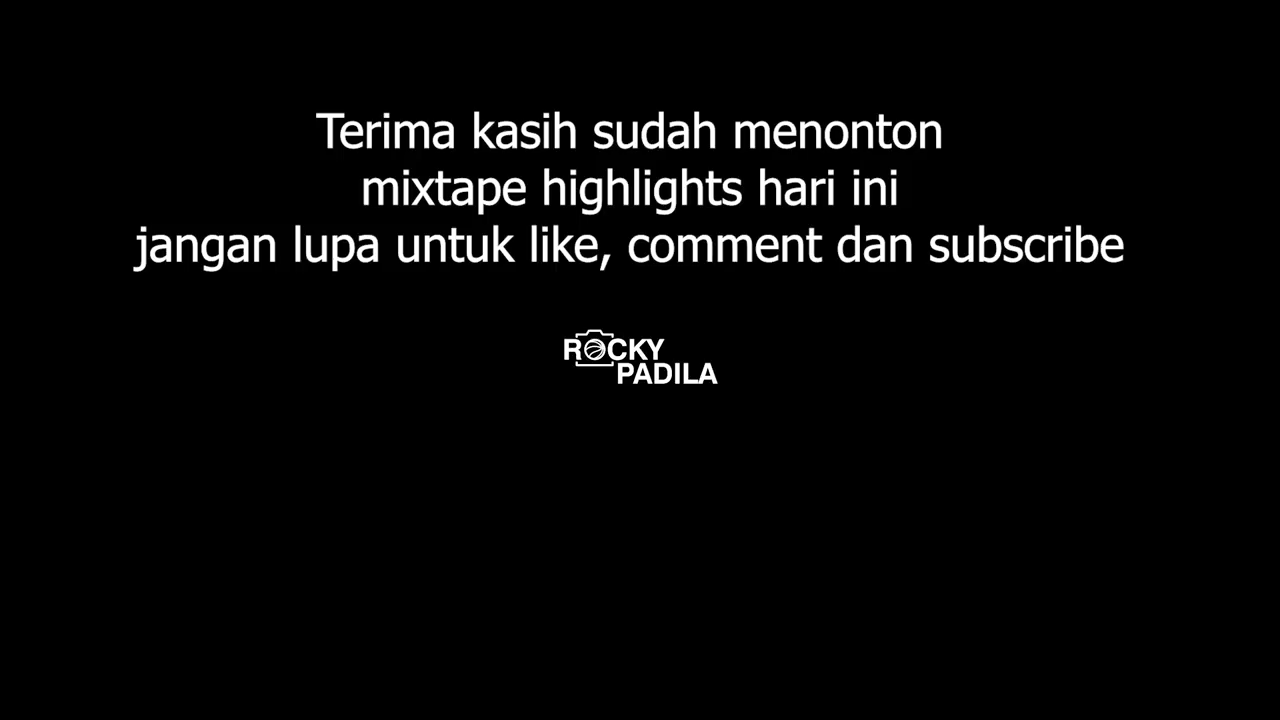 Terima kasih sudah menonton
mixtape highlights hari ini
jangan lupa untuk like, comment dan subscribe
ROCKY
PADILA